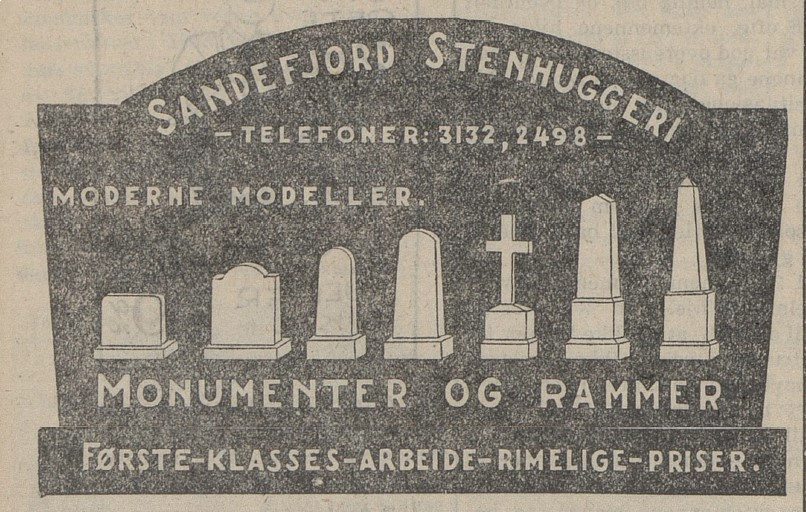 SANDEFJORD STENHUGGERI
— TELEFONER: 3132, 2498 —
MODERNE MODELLER.
MONUMENTER OG RAMMER
FØRSTE-KLASSES-ARBEIDE-RIMELIGE-PRISER.